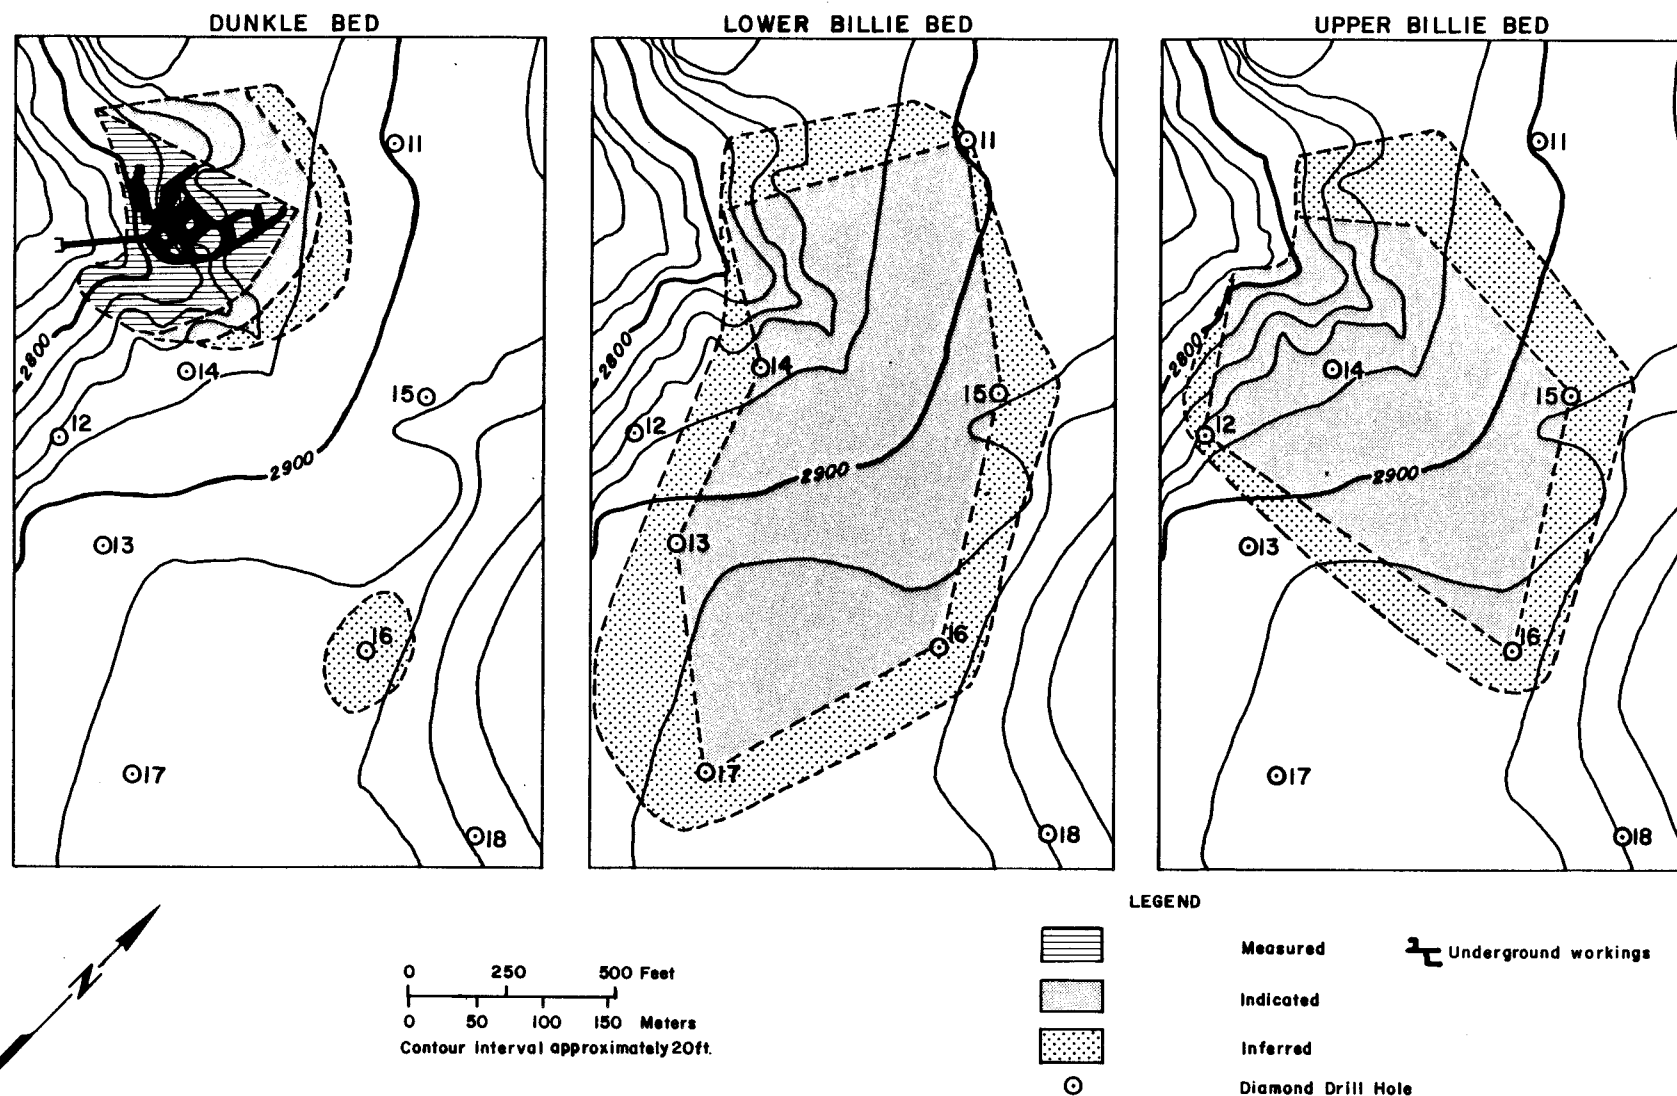 DUNKLE BED
LOWER BILLIE BED
UPPER BILLIE BED
11
2800
14
15
12
2900
13
16
17
18
11
2800
14
15
12
2900
13
16
17
18
11
2800
14
15
12
2900
13
16
17
18
N
0 250 500 Feet
0 50 100 150 Meters
Contour Interval approximately 20ft.
LEGEND
Measured
Underground workings
Indicated
Inferred
Diamond Drill Hole